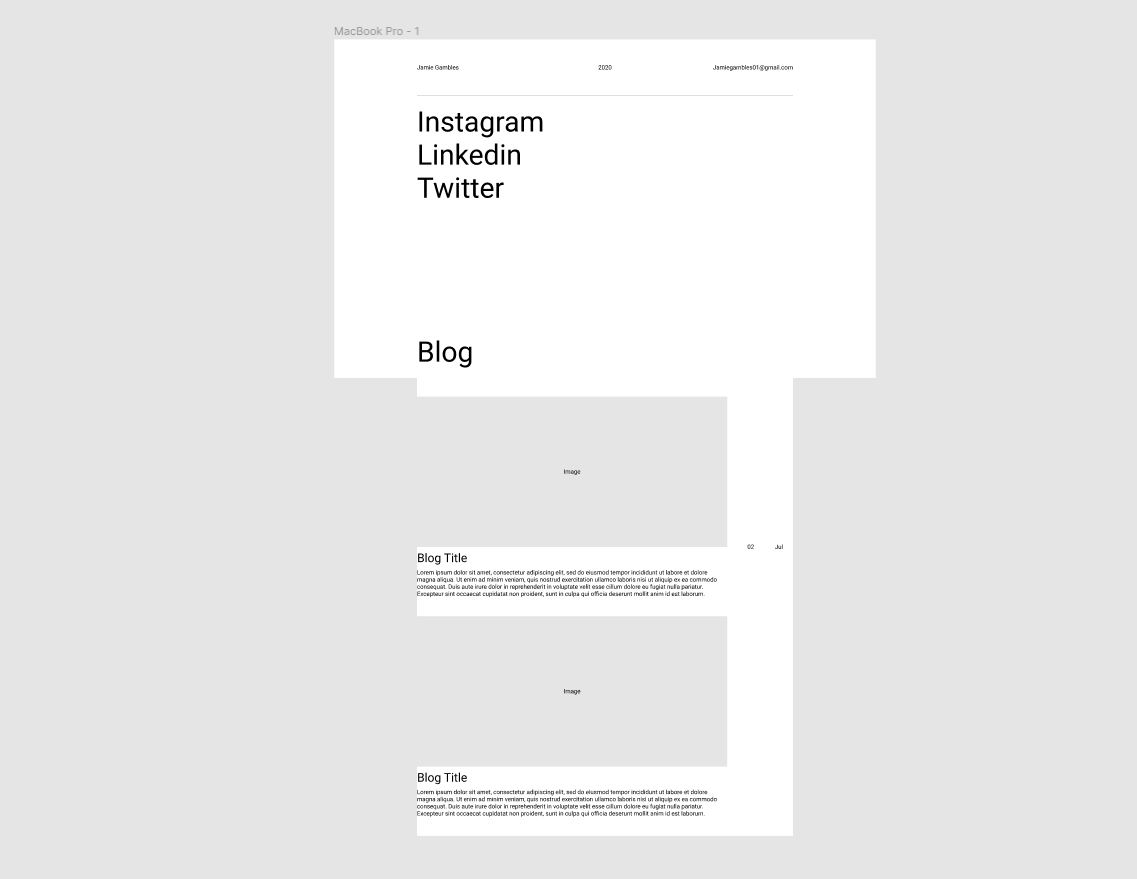 MacBook Pro - 1
Jamie Gambles 2020 Jamiegambles01@gmail.com
Instagram
Linkedin
Twitter
Blog
Image
02 Jul
Blog Title
Lorem ipsum dolor sit amet, consectetur adipiscing elit, sed do eiusmod tempor incididunt ut labore et dolore
magna aliqua. Ut enim ad minim veniam, quis nostrud exercitation ullamco laboris nisi ut aliquip ex ea commodo
consequat. Duis aute irure dolor in reprehenderit in voluptate velit esse cillum dolore eu fugiat nulla pariatur.
Excepteur sint occaecat cupidatat non proident, sunt in culpa qui officia deserunt mollit anim id est laborum.
Image
Blog Title
Lorem ipsum dolor sit amet, consectetur adipiscing elit, sed do eiusmod tempor incididunt ut labore et dolore
magna aliqua. Ut enim ad minim veniam, quis nostrud exercitation ullamco laboris nisi ut aliquip ex ea commodo
consequat. Duis aute irure dolor in reprehenderit in voluptate velit esse cillum dolore eu fugiat nulla pariatur.
Excepteur sint occaecat cupidatat non proident, sunt in culpa qui officia deserunt mollit anim id est laborum.